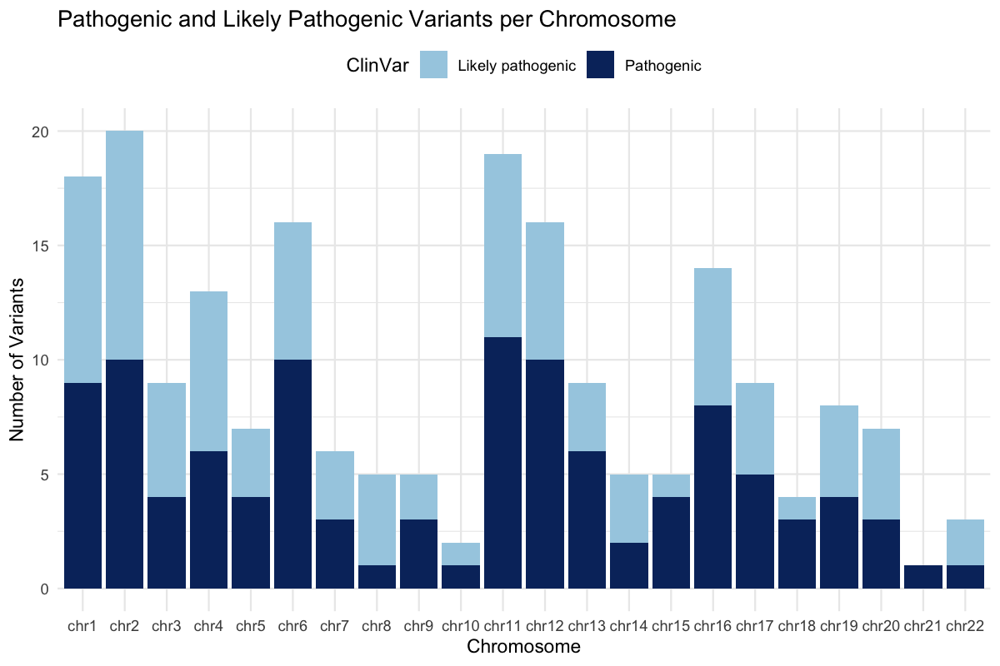 Pathogenic and Likely Pathogenic Variants per Chromosome
ClinVar Likely pathogenic Pathogenic
Number of Variants
20
15
10
5
0
chr1 chr2 chr3 chr4 chr5 chr6 chr7 chr8 chr9 chr10 chr11 chr12 chr13 chr14 chr15 chr16 chr17 chr18 chr19 chr20 chr21 chr22
Chromosome